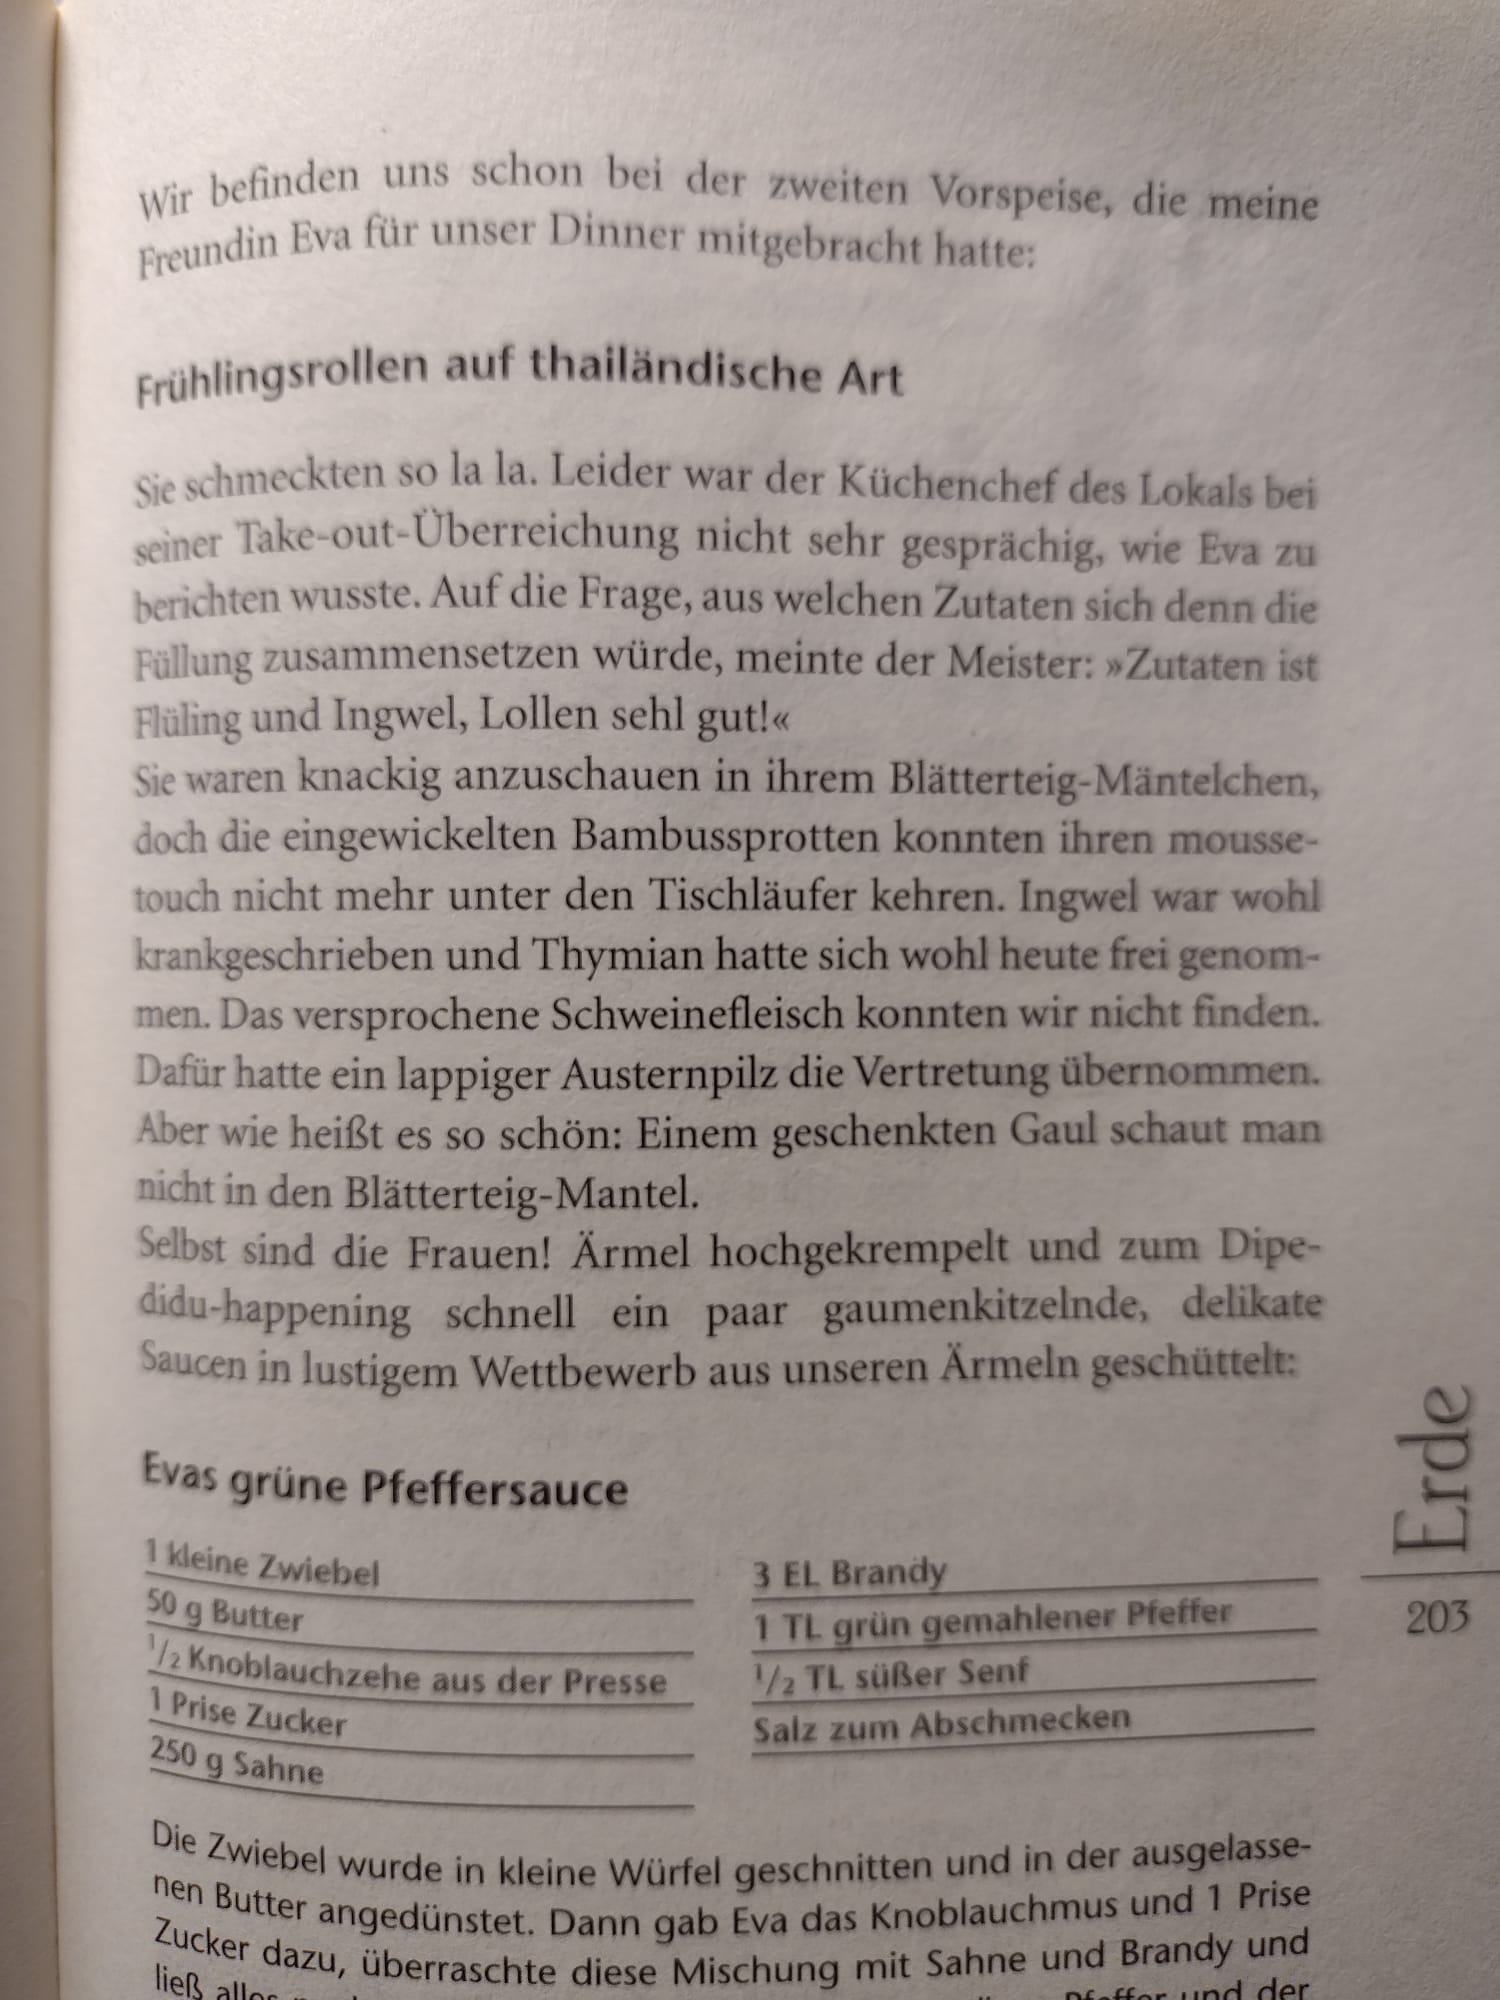 Wir befinden uns schon bei der zweiten Vorspeise, die meine
Freundin Eva für unser Dinner mitgebracht hatte:
Frühlingsrollen auf thailändische Art
Sie schmeckten so la la. Leider war der Küchenchef des Lokals bei
seiner Take-out-Überreichung nicht sehr gesprächig, wie Eva zu
berichten wusste. Auf die Frage, aus welchen Zutaten sich denn die
Füllung zusammensetzen würde, meinte der Meister: »Zutaten ist
Flüling und Ingwel, Lollen sehl gut!«
Sie waren knackig anzuschauen in ihrem Blätterteig-Mäntelchen,
doch die eingewickelten Bambussprotten konnten ihren mousse-
touch nicht mehr unter den Tischläufer kehren. Ingwel war wohl
krankgeschrieben und Thymian hatte sich wohl heute frei genom-
men. Das versprochene Schweinefleisch konnten wir nicht finden.
Dafür hatte ein lappiger Austernpilz die Vertretung übernommen.
Aber wie heißt es so schön: Einem geschenkten Gaul schaut man
nicht in den Blätterteig-Mantel.
Selbst sind die Frauen! Ärmel hochgekrempelt und zum Dipe-
didu-happening schnell ein paar gaumenkitzelnde, delikate
Saucen in lustigem Wettbewerb aus unseren Ärmeln geschüttelt:
Evas grüne Pfeffersauce
1 kleine Zwiebel
50 g Butter
1/2 Knoblauchzehe aus der Presse
1 Prise Zucker
250 g Sahne
3 EL Brandy
1 TL grün gemahlener Pfeffer
1/2 TL süßer Senf
Salz zum Abschmecken
Die Zwiebel wurde in kleine Würfel geschnitten und in der ausgelasse-
nen Butter angedünstet. Dann gab Eva das Knoblauchmus und 1 Prise
Zucker dazu, überraschte diese Mischung mit Sahne und Brandy und
ließ alles Pfeffer und der
Erde
203